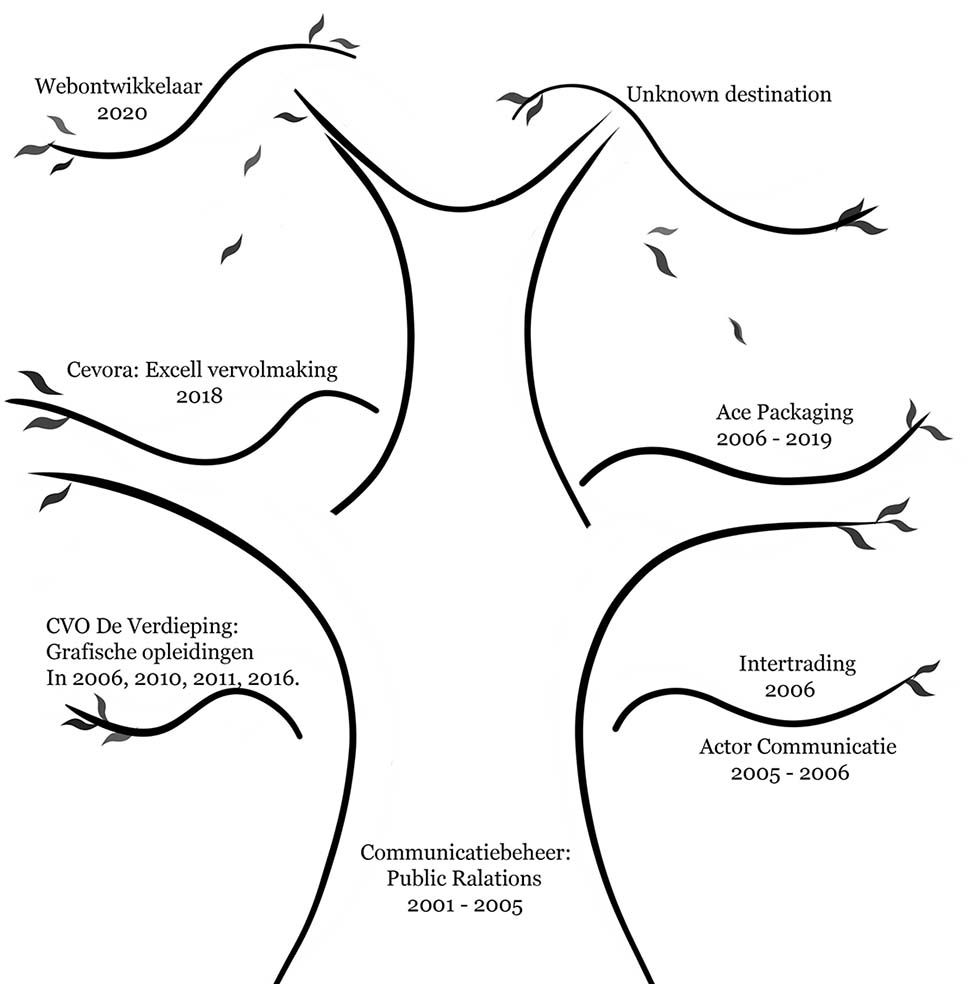 Webontwikkelaar
2020
Unknown destination
Cevora: Excell vervolmaking
2018
Ace Packaging
2006 - 2019
CVO De Verdieping:
Grafische opleidingen
In 2006, 2010, 2011, 2016.
Intertrading
2006
Actor Communicatie
2005 - 2006
Communicatiebeheer:
Public Ralations
2001 - 2005